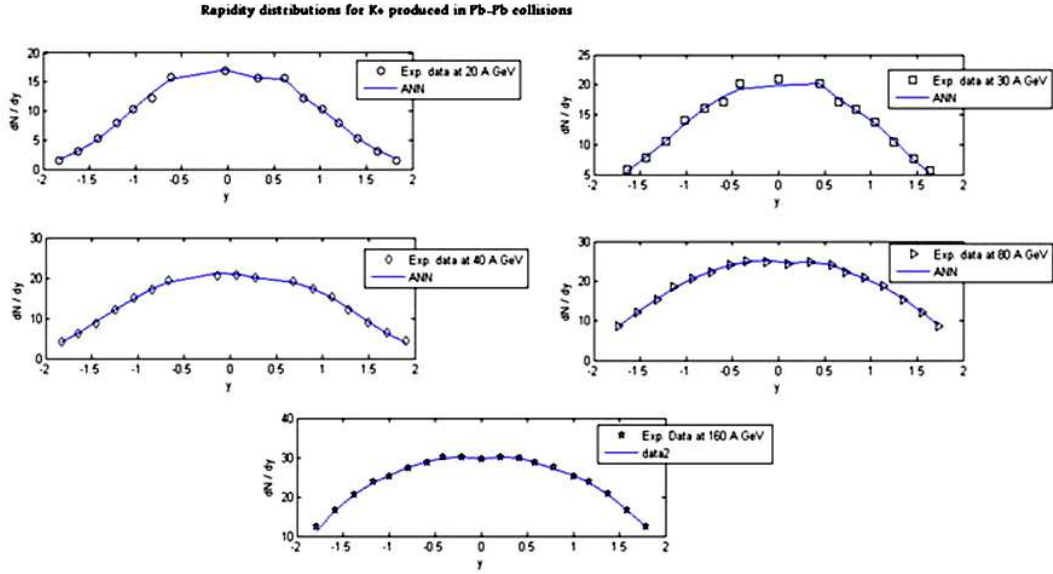 Rapidity distributions for K+ produced in Pb-Pb collisions
20
15
10
5
0
dN / dy
-2 -1.5 -1 -0.5 0 0.5 1 1.5 2
y
Exp. data at 20 A GeV
ANN
25
20
15
10
5
dN / dy
-2 -1.5 -1 -0.5 0 0.5 1 1.5 2
y
Exp. data at 30 A GeV
ANN
30
20
10
0
dN / dy
-2 -1.5 -1 -0.5 0 0.5 1 1.5 2
y
Exp. data at 40 A GeV
ANN
30
20
10
0
dN / dy
-2 -1.5 -1 -0.5 0 0.5 1 1.5 2
y
Exp. data at 80 A GeV
ANN
40
30
20
10
dN / dy
-2 -1.5 -1 -0.5 0 0.5 1 1.5 2
y
Exp. Data at 160 A GeV
data2